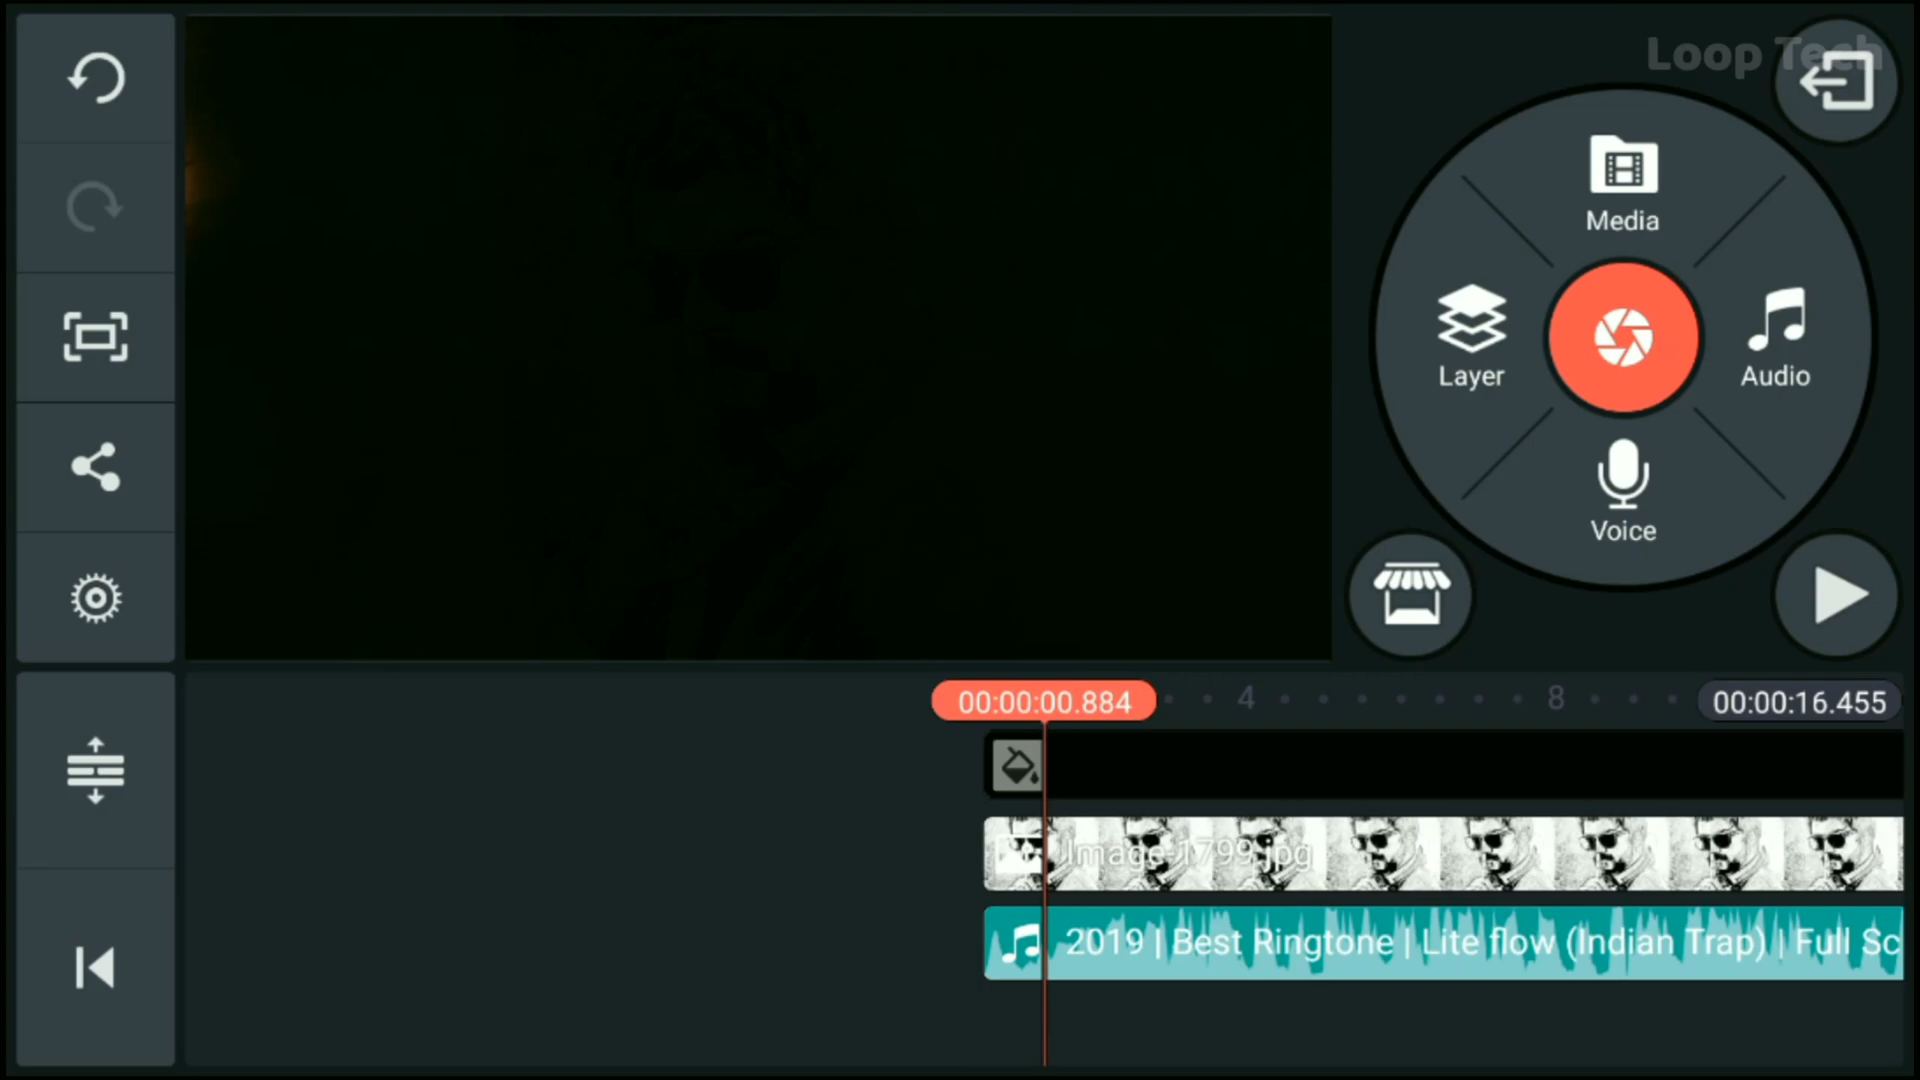 Loop Tech
Media
Layer
Audio
Voice
00:00:00.884
4
8
00:00:16.455
Image-1799.jpg
2019 | Best Ringtone | Lite flow (Indian Trap) | Full Sc